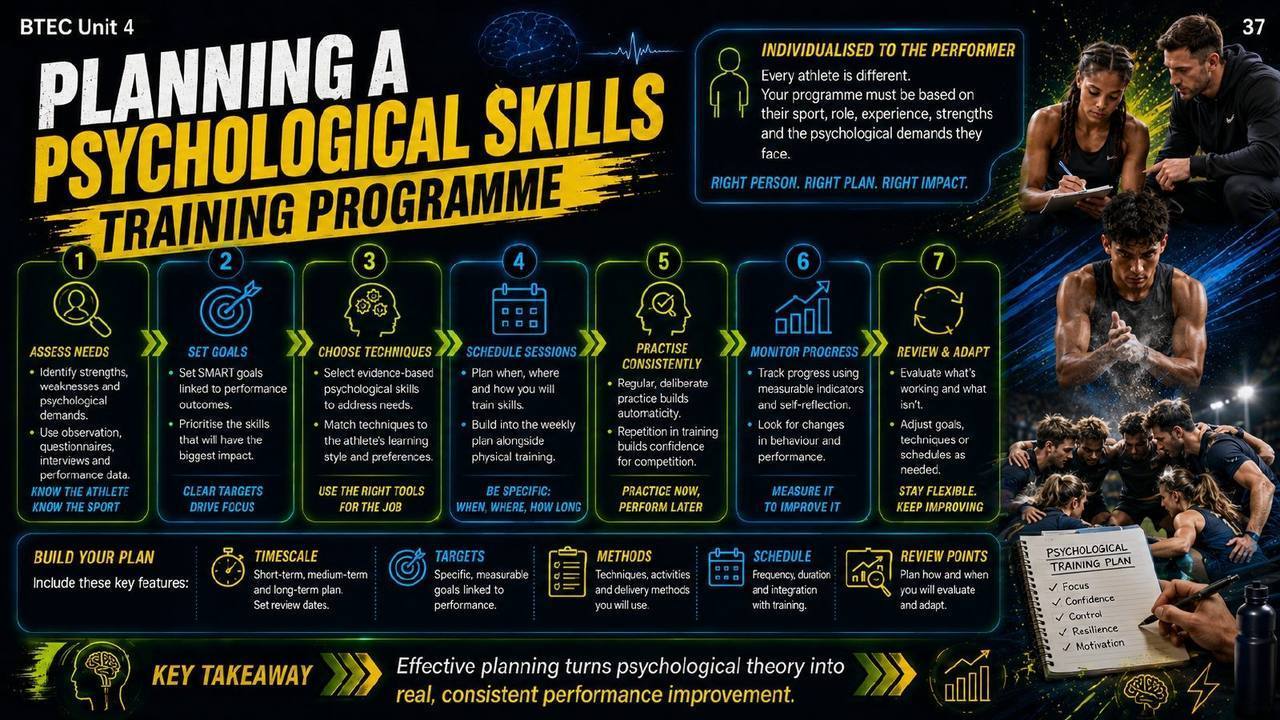 BTEC Unit 4
37
PLANNING A
PSYCHOLOGICAL SKILLS
TRAINING PROGRAMME
INDIVIDUALISED TO THE PERFORMER
Every athlete is different.
Your programme must be based on
their sport, role, experience, strengths
and the psychological demands they
face.
RIGHT PERSON. RIGHT PLAN. RIGHT IMPACT.
1
ASSESS NEEDS
• Identify strengths,
weaknesses and
psychological
demands.
• Use observation,
questionnaires,
interviews and
performance data.
KNOW THE ATHLETE
KNOW THE SPORT
2
SET GOALS
• Set SMART goals
linked to performance
outcomes.
• Prioritise the skills
that will have the
biggest impact.
CLEAR TARGETS
DRIVE FOCUS
3
CHOOSE TECHNIQUES
• Select evidence-based
psychological skills
to address needs.
• Match techniques to
the athlete's learning
style and preferences.
USE THE RIGHT TOOLS
FOR THE JOB
4
SCHEDULE SESSIONS
• Plan when, where
and how you will
train skills.
• Build into the weekly
plan alongside
physical training.
BE SPECIFIC:
WHEN, WHERE, HOW LONG
5
PRACTISE
CONSISTENTLY
• Regular, deliberate
practice builds
automaticity.
• Repetition in training
builds confidence
for competition.
PRACTICE NOW,
PERFORM LATER
6
MONITOR PROGRESS
• Track progress using
measurable indicators
and self-reflection.
• Look for changes
in behaviour and
performance.
MEASURE IT
TO IMPROVE IT
7
REVIEW & ADAPT
• Evaluate what's
working and what
isn't.
• Adjust goals,
techniques or
schedules as
needed.
STAY FLEXIBLE.
KEEP IMPROVING
BUILD YOUR PLAN
Include these key features:
TIMESCALE
Short-term, medium-term
and long-term plan.
Set review dates.
TARGETS
Specific, measurable
goals linked to
performance.
METHODS
Techniques, activities
and delivery methods
you will use.
SCHEDULE
Frequency, duration
and integration
with training.
REVIEW POINTS
Plan how and when
you will evaluate
and adapt.
PSYCHOLOGICAL
TRAINING PLAN
✓ Focus
✓ Confidence
✓ Control
✓ Resilience
✓ Motivation
KEY TAKEAWAY
Effective planning turns psychological theory into
real, consistent performance improvement.